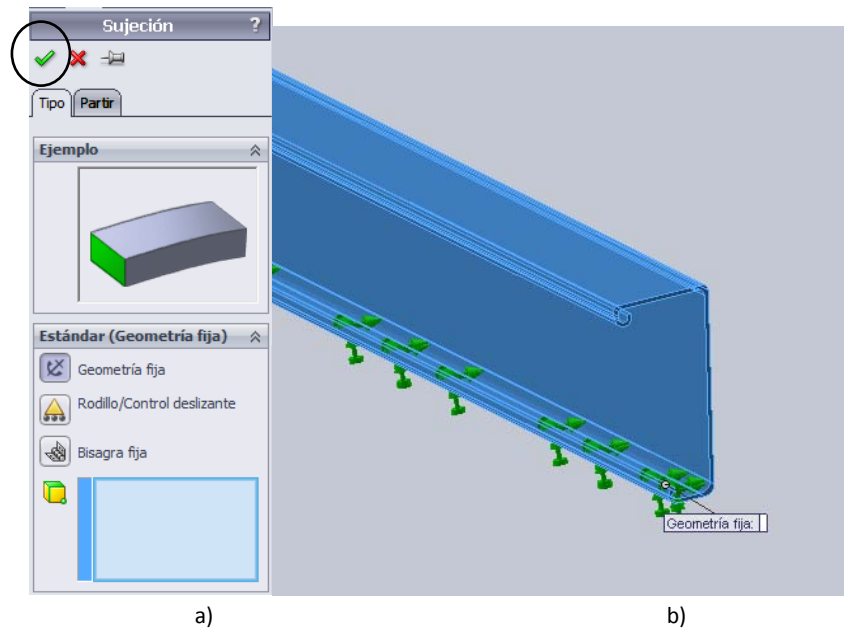 Sujeción ?
Tipo Partir
Ejemplo
Estándar (Geometría fija)
Geometría fija
Rodillo/Control deslizante
Bisagra fija
Geometría fija:
a) b)